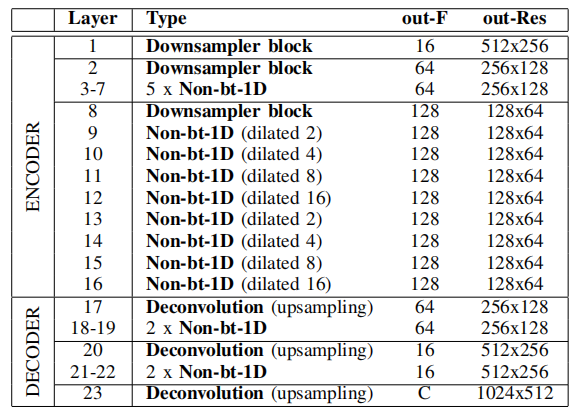 Layer Type out-F out-Res
ENCODER
1 Downsampler block 16 512x256
2 Downsampler block 64 256x128
3-7 5 x Non-bt-1D 64 256x128
8 Downsampler block 128 128x64
9 Non-bt-1D (dilated 2) 128 128x64
10 Non-bt-1D (dilated 4) 128 128x64
11 Non-bt-1D (dilated 8) 128 128x64
12 Non-bt-1D (dilated 16) 128 128x64
13 Non-bt-1D (dilated 2) 128 128x64
14 Non-bt-1D (dilated 4) 128 128x64
15 Non-bt-1D (dilated 8) 128 128x64
16 Non-bt-1D (dilated 16) 128 128x64
DECODER
17 Deconvolution (upsampling) 64 256x128
18-19 2 x Non-bt-1D 64 256x128
20 Deconvolution (upsampling) 16 512x256
21-22 2 x Non-bt-1D 16 512x256
23 Deconvolution (upsampling) C 1024x512